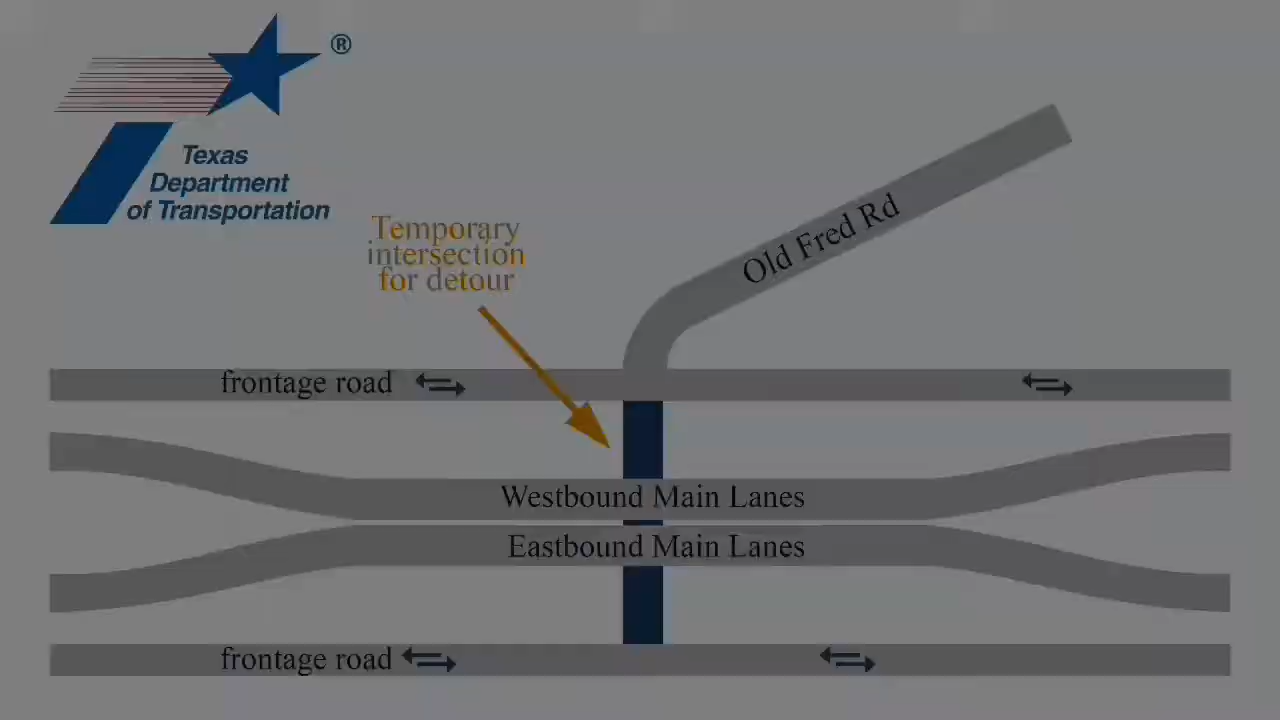 ®
Texas
Department
of Transportation
Temporary
intersection
for detour
Old Fred Rd
frontage road
Westbound Main Lanes
Eastbound Main Lanes
frontage road